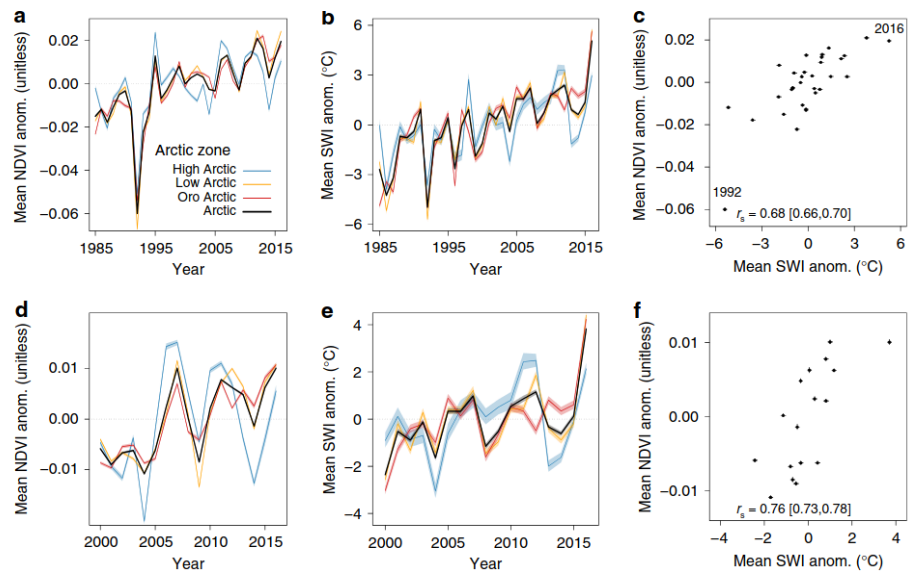 a
Mean NDVI anom. (unitless)
0.02
0.00
−0.02
−0.04
−0.06
Arctic zone
High Arctic
Low Arctic
Oro Arctic
Arctic
1985
1995
2005
2015
Year
b
Mean SWI anom. (°C)
6
3
0
−3
−6
1985
1995
2005
2015
Year
c
Mean NDVI anom. (unitless)
0.02
0.00
−0.02
−0.04
−0.06
2016
1992
rs = 0.68 [0.66,0.70]
−6
−3
0
3
6
Mean SWI anom. (°C)
d
Mean NDVI anom. (unitless)
0.01
0.00
−0.01
2000
2005
2010
2015
Year
e
Mean SWI anom. (°C)
4
2
0
−2
−4
2000
2005
2010
2015
Year
f
Mean NDVI anom. (unitless)
0.01
0.00
−0.01
rs = 0.76 [0.73,0.78]
−4
−2
0
2
4
Mean SWI anom. (°C)